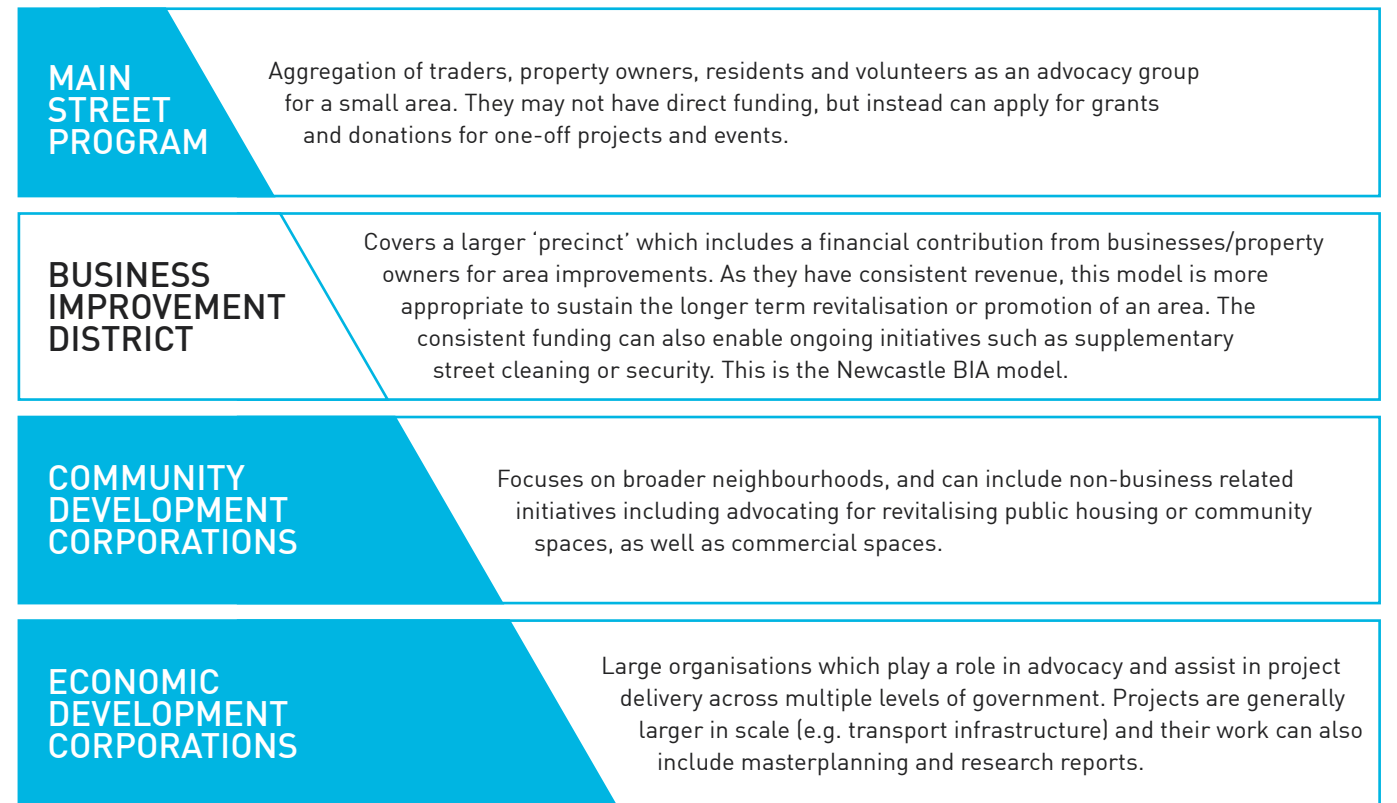 MAIN
STREET
PROGRAM
Aggregation of traders, property owners, residents and volunteers as an advocacy group
for a small area. They may not have direct funding, but instead can apply for grants
and donations for one-off projects and events.
BUSINESS
IMPROVEMENT
DISTRICT
Covers a larger ‘precinct’ which includes a financial contribution from businesses/property
owners for area improvements. As they have consistent revenue, this model is more
appropriate to sustain the longer term revitalisation or promotion of an area. The
consistent funding can also enable ongoing initiatives such as supplementary
street cleaning or security. This is the Newcastle BIA model.
COMMUNITY
DEVELOPMENT
CORPORATIONS
Focuses on broader neighbourhoods, and can include non-business related
initiatives including advocating for revitalising public housing or community
spaces, as well as commercial spaces.
ECONOMIC
DEVELOPMENT
CORPORATIONS
Large organisations which play a role in advocacy and assist in project
delivery across multiple levels of government. Projects are generally
larger in scale (e.g. transport infrastructure) and their work can also
include masterplanning and research reports.